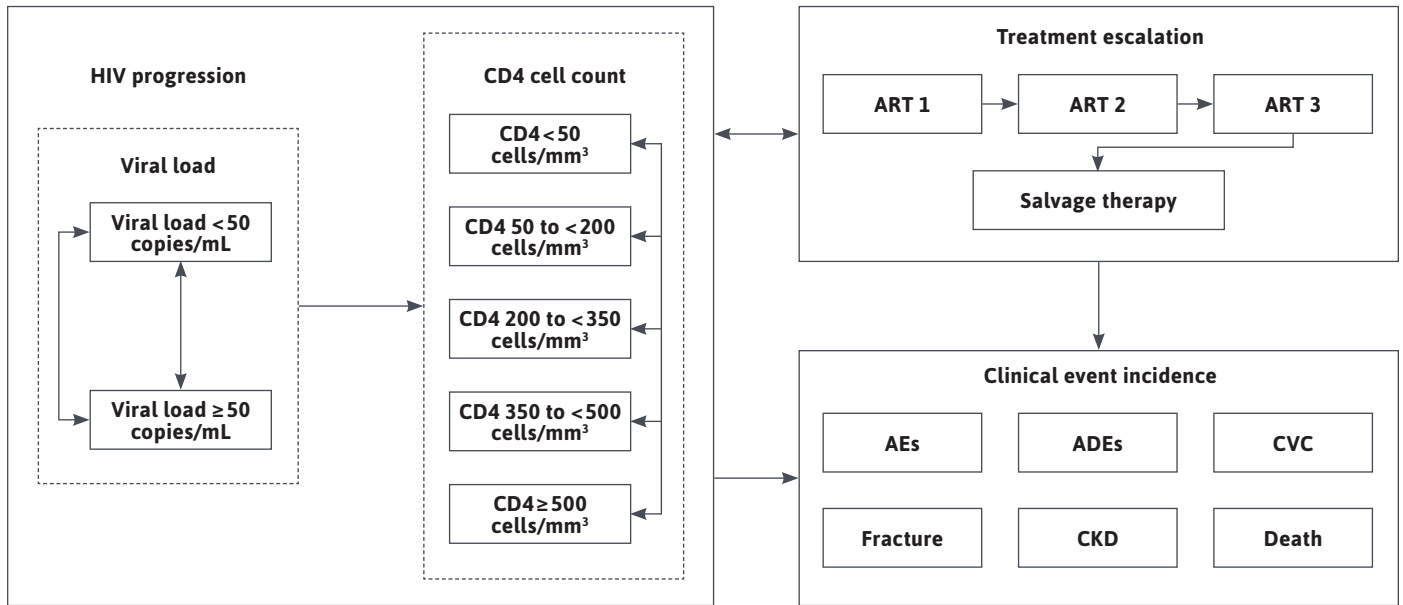 HIV progression
Viral load
Viral load <50
copies/mL
Viral load ≥50
copies/mL
CD4 cell count
CD4<50
cells/mm³
CD4 50 to <200
cells/mm³
CD4 200 to <350
cells/mm³
CD4 350 to <500
cells/mm³
CD4≥500
cells/mm³
Treatment escalation
ART 1
ART 2
ART 3
Salvage therapy
Clinical event incidence
AEs
ADEs
CVC
Fracture
CKD
Death